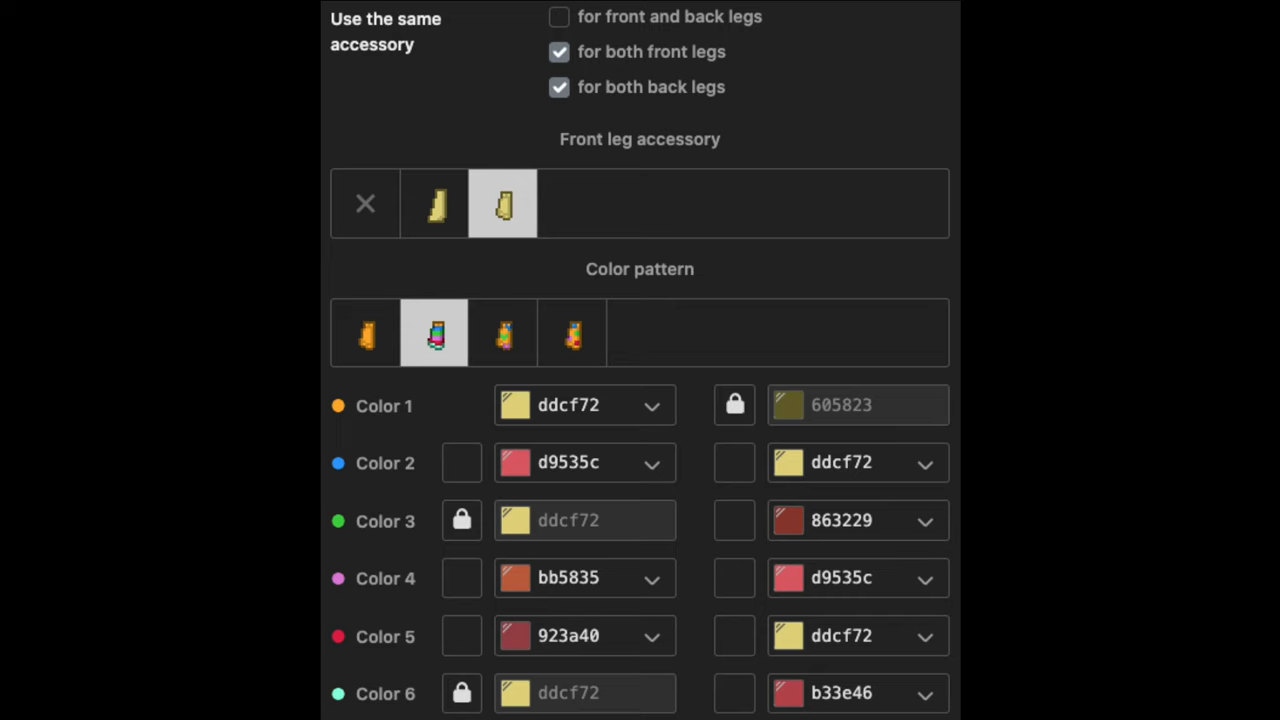 Use the same
accessory
for front and back legs
for both front legs
for both back legs
Front leg accessory
Color pattern
Color 1 ddcf72 605823
Color 2 d9535c ddcf72
Color 3 ddcf72 863229
Color 4 bb5835 d9535c
Color 5 923a40 ddcf72
Color 6 ddcf72 b33e46